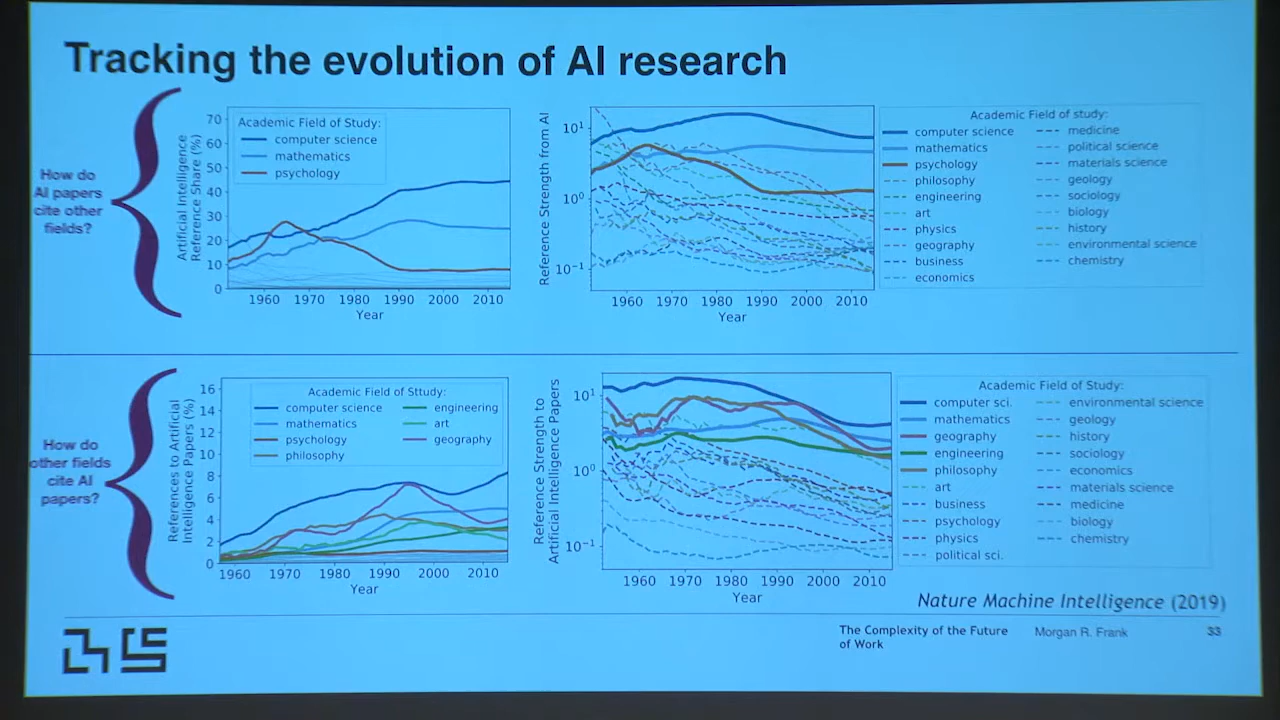 Tracking the evolution of AI research
How do
AI papers
cite other
fields?
Artificial Intelligence
Reference Share (%)
70
60
50
40
30
20
10
0
Academic Field of Study:
computer science
mathematics
psychology
1960 1970 1980 1990 2000 2010
Year
Reference Strength from AI
10¹
10⁰
10⁻¹
1960 1970 1980 1990 2000 2010
Year
Academic Field of study:
computer science
mathematics
psychology
philosophy
engineering
art
physics
geography
business
economics
medicine
political science
materials science
geology
sociology
biology
history
environmental science
chemistry
How do
other fields
cite AI
papers?
References to Artificial
Intelligence Papers (%)
16
14
12
10
8
6
4
2
0
Academic Field of Sttudy:
computer science
mathematics
psychology
philosophy
engineering
art
geography
1960 1970 1980 1990 2000 2010
Year
Reference Strength to
Artificial Intelligence Papers
10¹
10⁰
10⁻¹
1960 1970 1980 1990 2000 2010
Year
Academic Field of Study:
computer sci.
mathematics
geography
engineering
philosophy
art
business
psychology
physics
political sci.
environmental science
geology
history
sociology
economics
materials science
medicine
biology
chemistry
Nature Machine Intelligence (2019)
The Complexity of the Future
of Work
Morgan R. Frank
33